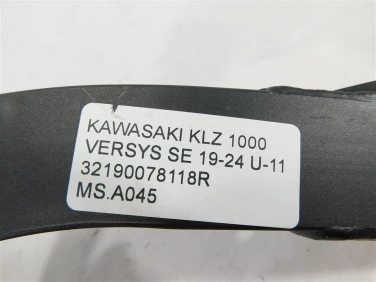 KAWASAKI KLZ 1000
VERSYS SE 19-24 U-11
32190078118R
MS.A045